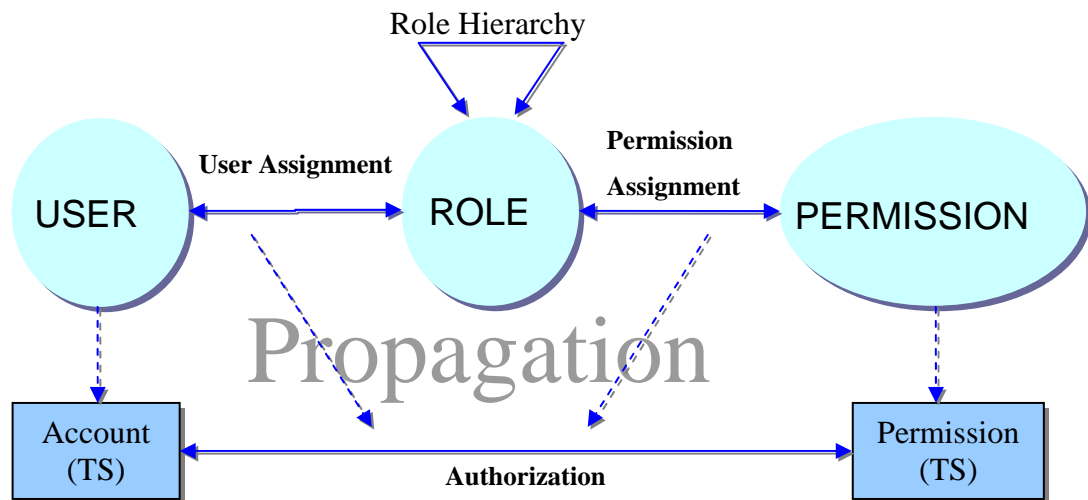 Role Hierarchy
User Assignment
Permission
Assignment
USER
ROLE
PERMISSION
Propagation
Account
(TS)
Authorization
Permission
(TS)